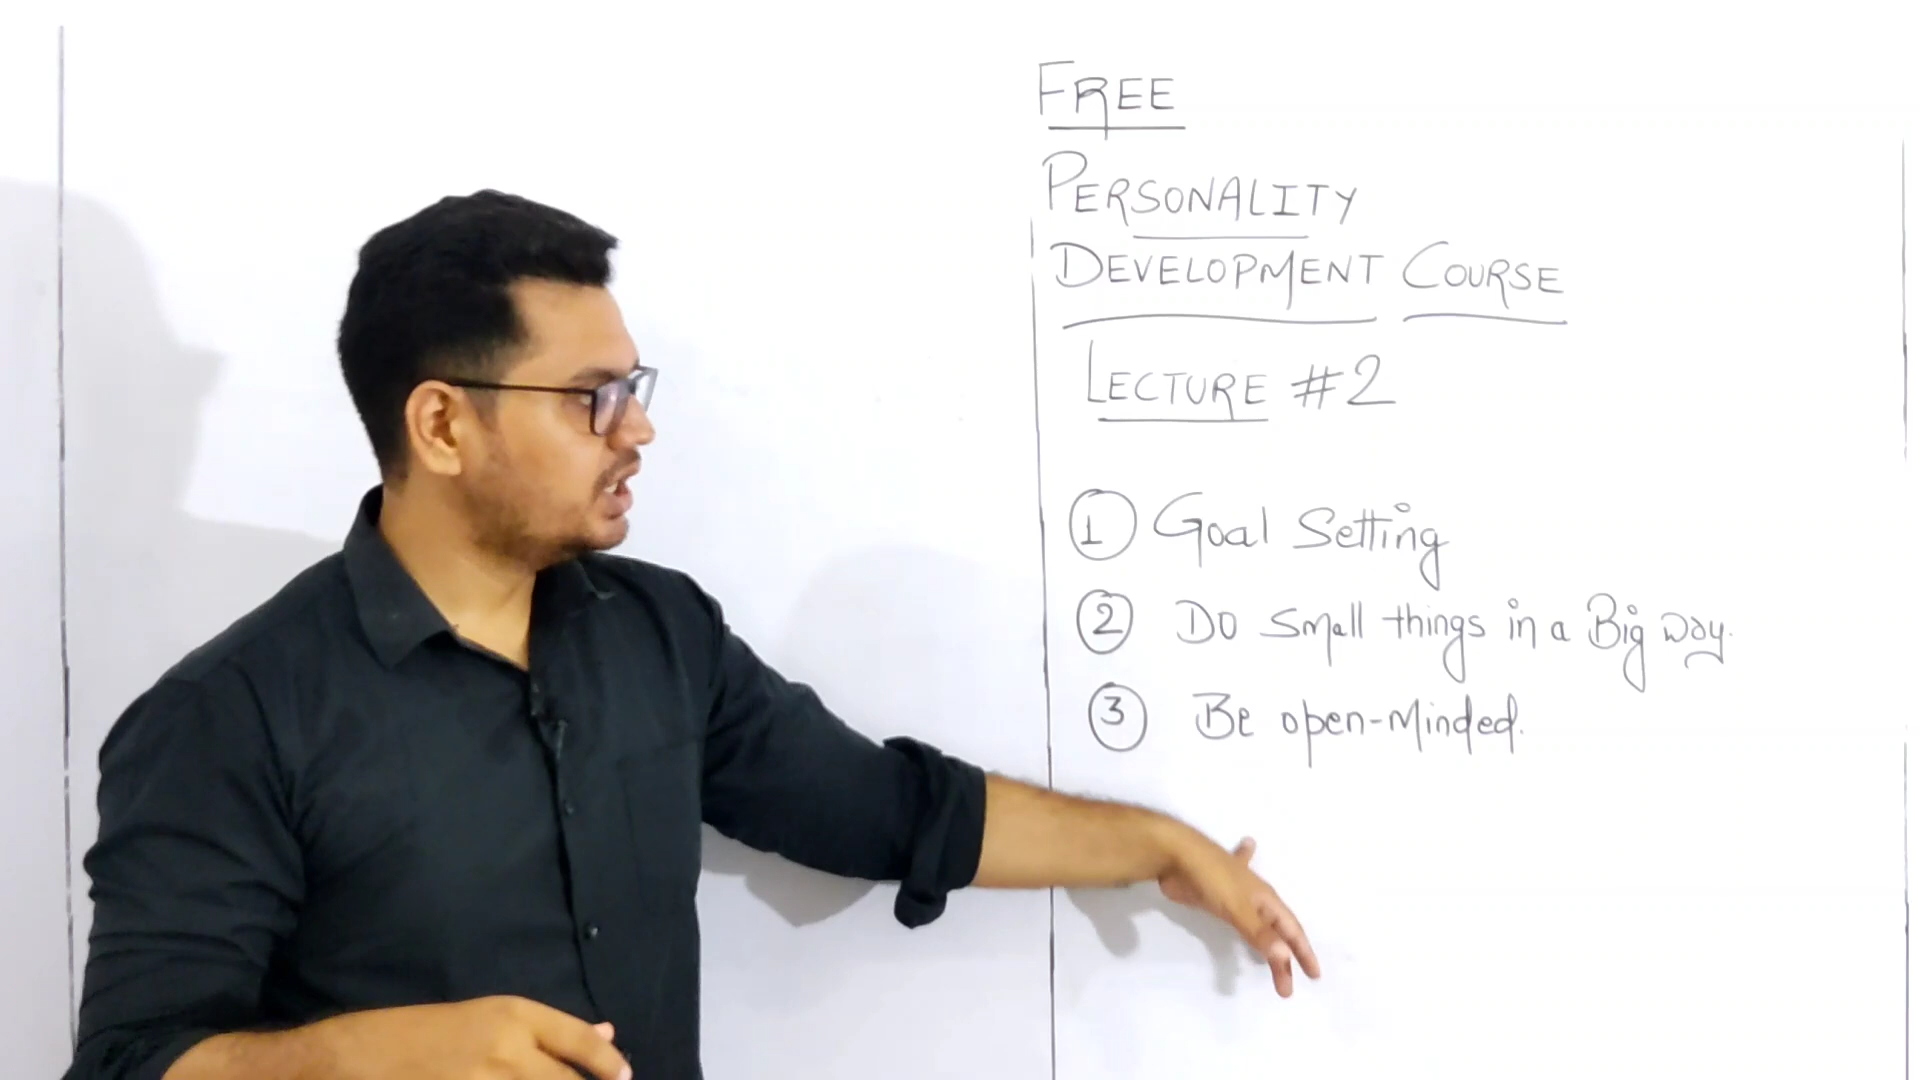 FREE
PERSONALITY
DEVELOPMENT COURSE
LECTURE #2
1 Goal Setting
2 Do Small things in a Big way.
3 Be open-Minded.